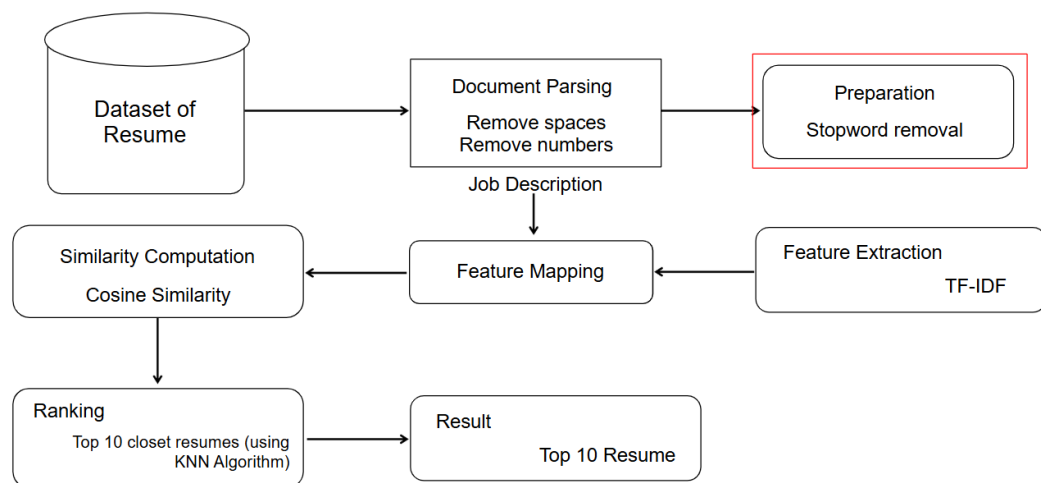 Dataset of
Resume
Document Parsing
Remove spaces
Remove numbers
Preparation
Stopword removal
Job Description
Similarity Computation
Cosine Similarity
Feature Mapping
Feature Extraction
TF-IDF
Ranking
Top 10 closet resumes (using
KNN Algorithm)
Result
Top 10 Resume